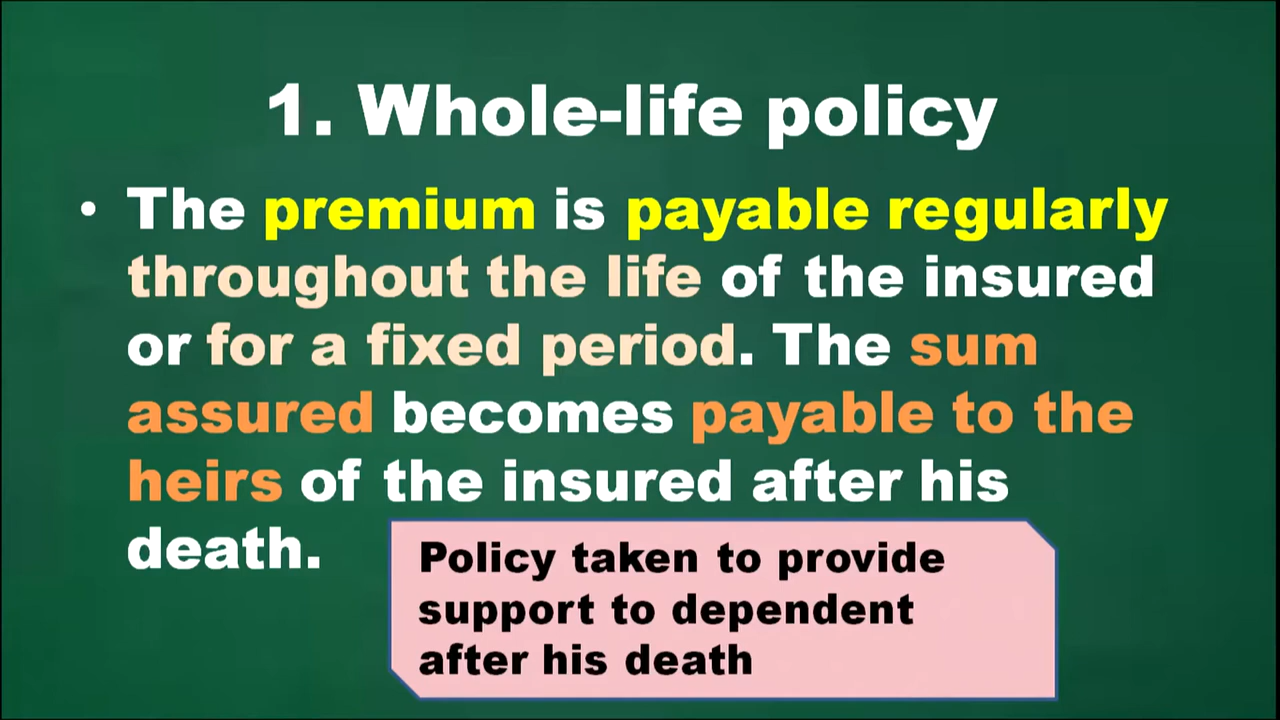 1. Whole-life policy
• The premium is payable regularly
throughout the life of the insured
or for a fixed period. The sum
assured becomes payable to the
heirs of the insured after his
death.
Policy taken to provide
support to dependent
after his death